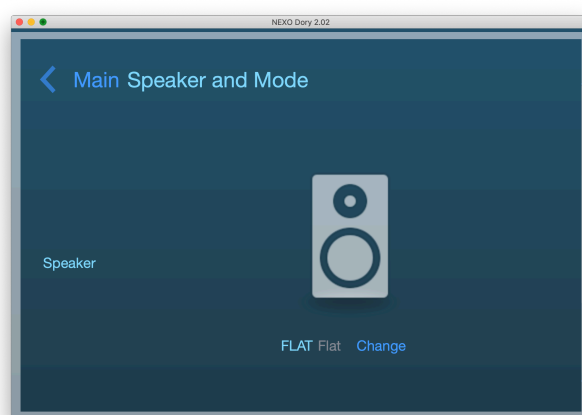 NEXO Dory 2.02
Main Speaker and Mode
Speaker
FLAT Flat Change